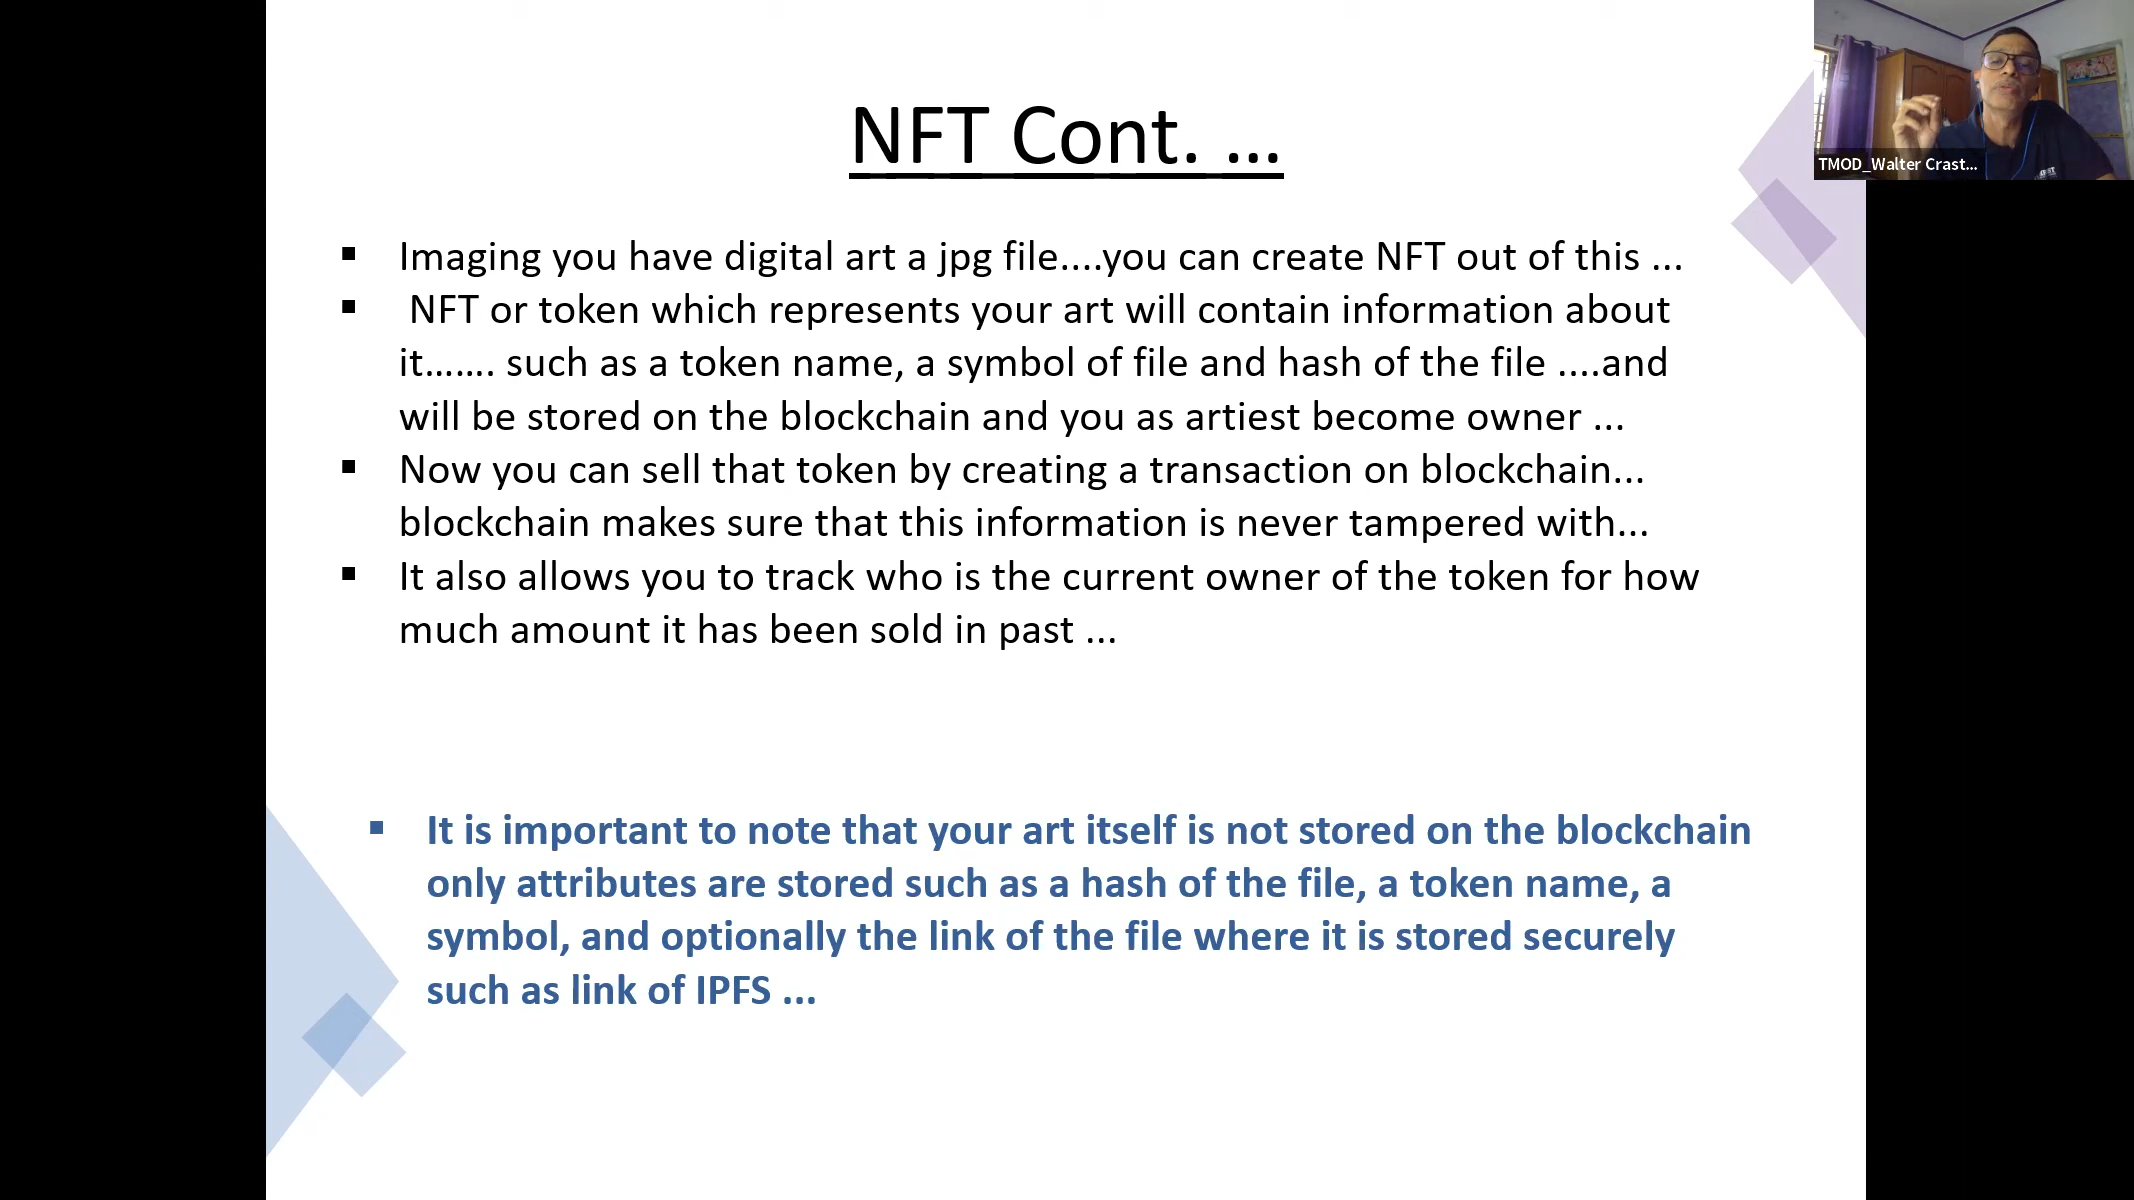 NFT Cont. ...
▪ Imaging you have digital art a jpg file....you can create NFT out of this ...
▪ NFT or token which represents your art will contain information about
it....... such as a token name, a symbol of file and hash of the file ....and
will be stored on the blockchain and you as artiest become owner ...
▪ Now you can sell that token by creating a transaction on blockchain...
blockchain makes sure that this information is never tampered with...
▪ It also allows you to track who is the current owner of the token for how
much amount it has been sold in past ...
▪ It is important to note that your art itself is not stored on the blockchain
only attributes are stored such as a hash of the file, a token name, a
symbol, and optionally the link of the file where it is stored securely
such as link of IPFS ...
TMOD_Walter Crast...